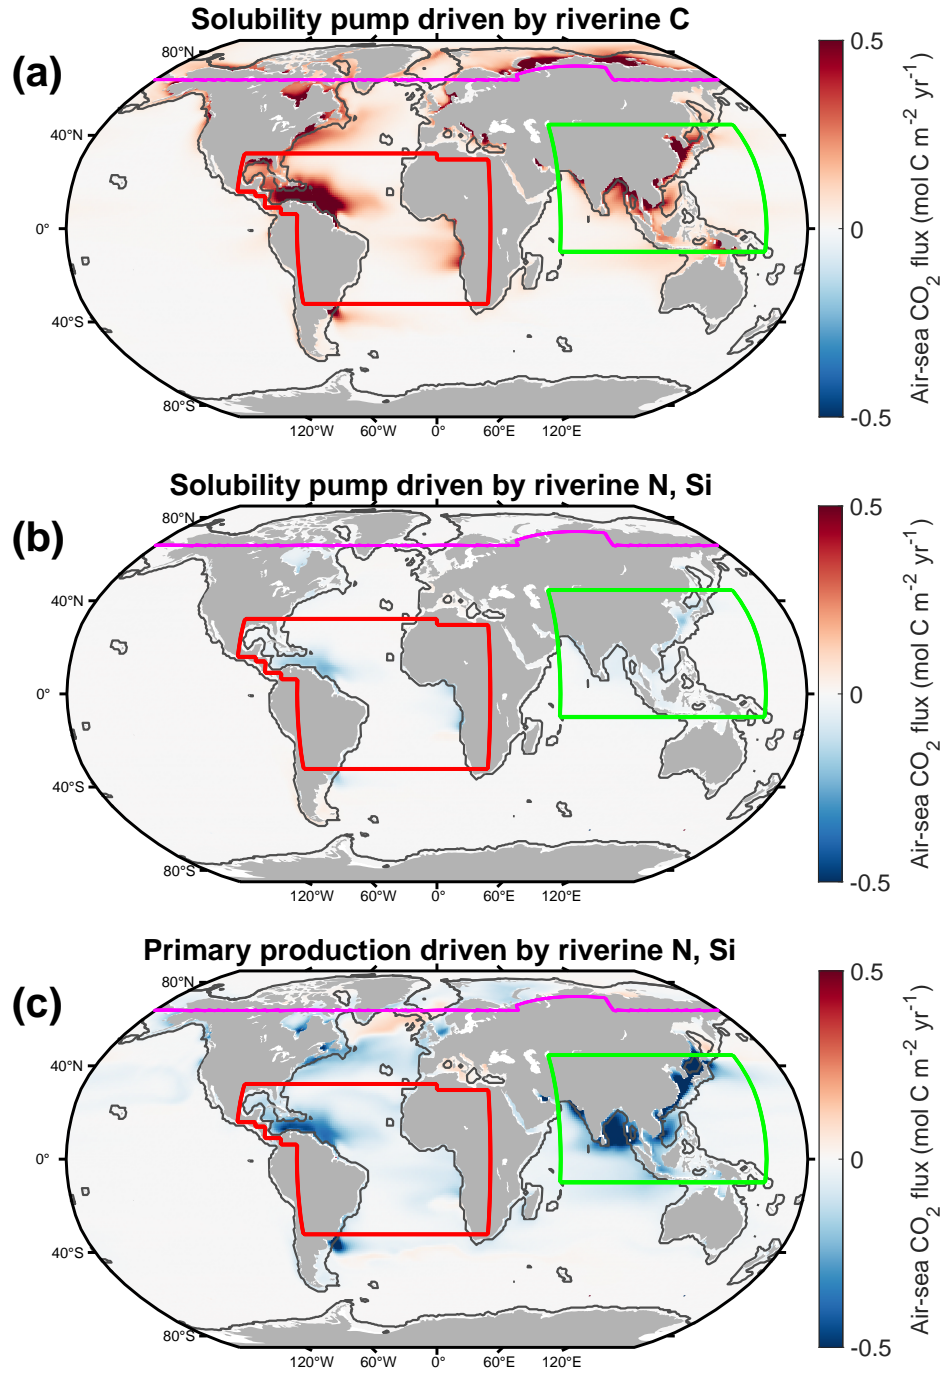 Solubility pump driven by riverine C
(a)
80°N
40°N
0°
40°S
80°S
120°W 60°W 0° 60°E 120°E
0.5
0
-0.5
Air-sea CO2 flux (mol C m-2 yr-1)
Solubility pump driven by riverine N, Si
(b)
80°N
40°N
0°
40°S
80°S
120°W 60°W 0° 60°E 120°E
0.5
0
-0.5
Air-sea CO2 flux (mol C m-2 yr-1)
Primary production driven by riverine N, Si
(c)
80°N
40°N
0°
40°S
80°S
120°W 60°W 0° 60°E 120°E
0.5
0
-0.5
Air-sea CO2 flux (mol C m-2 yr-1)